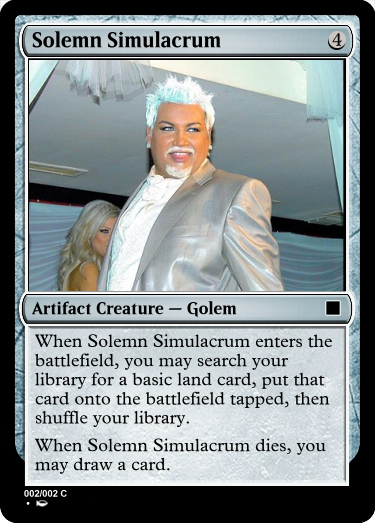 Solemn Simulacrum 4
Artifact Creature — Golem
When Solemn Simulacrum enters the
battlefield, you may search your
library for a basic land card, put that
card onto the battlefield tapped, then
shuffle your library.
When Solemn Simulacrum dies, you
may draw a card.
002/002 C
•